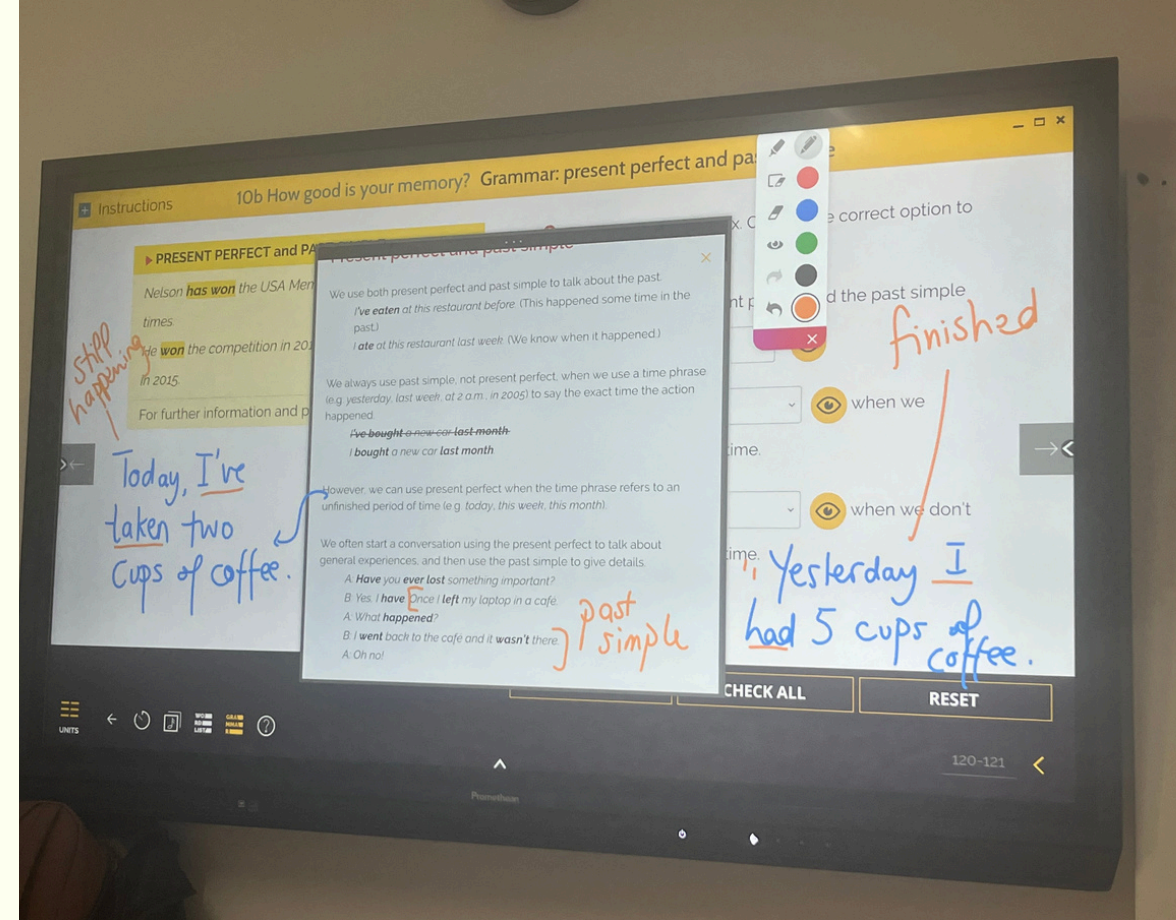 Instructions
10b How good is your memory? Grammar: present perfect and pa
e
PRESENT PERFECT and PA
Nelson has won the USA Mem
times.
He won the competition in 201
in 2015.
For further information and p
still
happening
Today, I've
taken two
cups of coffee.
Present perfect and past simple
We use both present perfect and past simple to talk about the past.
I've eaten at this restaurant before. (This happened some time in the
past.)
I ate at this restaurant last week. (We know when it happened.)
We always use past simple, not present perfect, when we use a time phrase
(e.g. yesterday, last week, at 2 a.m., in 2005) to say the exact time the action
happened.
I've bought a new car last month.
I bought a new car last month.
However, we can use present perfect when the time phrase refers to an
unfinished period of time (e.g. today, this week, this month).
We often start a conversation using the present perfect to talk about
general experiences, and then use the past simple to give details.
A: Have you ever lost something important?
B: Yes, I have. Once I left my laptop in a café.
A: What happened?
B: I went back to the café and it wasn't there.
A: Oh no!
past
simple
x. C
e correct option to
nt p
d the past simple
finished
when we
time.
when we don't
time.
Yesterday I
had 5 cups of
coffee.
CHECK ALL
RESET
UNITS
WORD
LIST
GRAMMAR
120-121
Promethean